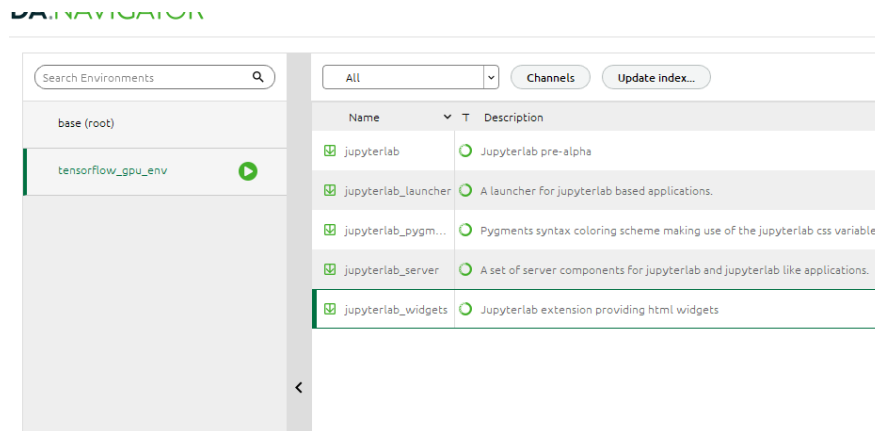 DA.NAVIGATOR
Search Environments
All
Channels
Update index...
base (root)
tensorflow_gpu_env
Name
T
Description
jupyterlab
Jupyterlab pre-alpha
jupyterlab_launcher
A launcher for jupyterlab based applications.
jupyterlab_pygm...
Pygments syntax coloring scheme making use of the jupyterlab css variable
jupyterlab_server
A set of server components for jupyterlab and jupyterlab like applications.
jupyterlab_widgets
Jupyterlab extension providing html widgets